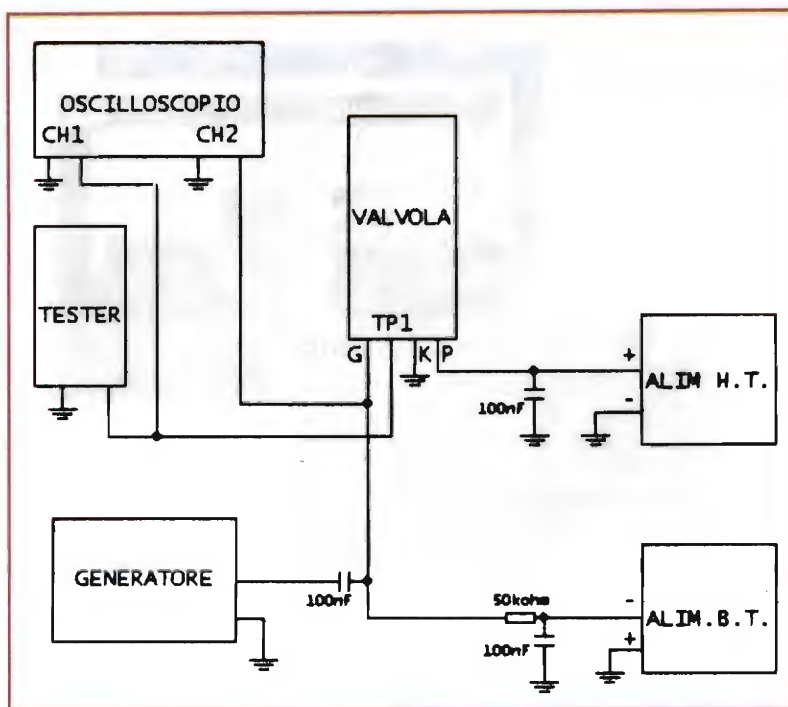 OSCILLOSCOPIO
CH1 CH2
VALVOLA
TP1
G K P
TESTER
+
ALIM H.T.
-
100nF
GENERATORE
100nF
50kohm
-
ALIM.B.T.
+
100nF